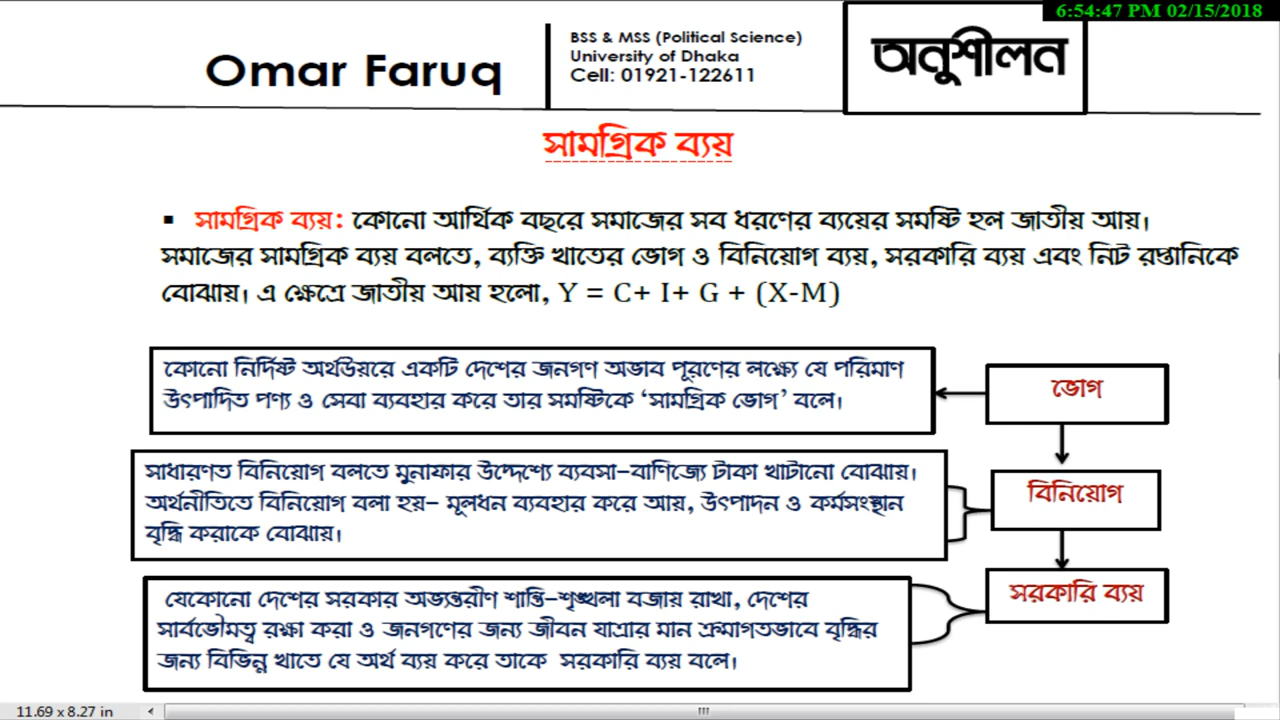 6:54:47 PM 02/15/2018
Omar Faruq
BSS & MSS (Political Science)
University of Dhaka
Cell: 01921-122611
অনুশীলন
সামগ্রিক ব্যয়
▪ সামগ্রিক ব্যয়: কোনো আর্থিক বছরে সমাজের সব ধরণের ব্যয়ের সমষ্টি হল জাতীয় আয়।
সমাজের সামগ্রিক ব্যয় বলতে, ব্যক্তি খাতের ভোগ ও বিনিয়োগ ব্যয়, সরকারি ব্যয় এবং নিট রপ্তানিকে
বোঝায়। এ ক্ষেত্রে জাতীয় আয় হলো, Y = C+ I+ G + (X-M)
কোনো নির্দিষ্ট অর্থউয়রে একটি দেশের জনগণ অভাব পূরণের লক্ষ্যে যে পরিমাণ
উৎপাদিত পণ্য ও সেবা ব্যবহার করে তার সমষ্টিকে ‘সামগ্রিক ভোগ’ বলে।
ভোগ
সাধারণত বিনিয়োগ বলতে মুনাফার উদ্দেশ্যে ব্যবসা-বাণিজ্যে টাকা খাটানো বোঝায়।
অর্থনীতিতে বিনিয়োগ বলা হয়- মূলধন ব্যবহার করে আয়, উৎপাদন ও কর্মসংস্থান
বৃদ্ধি করাকে বোঝায়।
বিনিয়োগ
যেকোনো দেশের সরকার অভ্যন্তরীণ শান্তি-শৃঙ্খলা বজায় রাখা, দেশের
সার্বভৌমত্ব রক্ষা করা ও জনগণের জন্য জীবন যাত্রার মান ক্রমাগতভাবে বৃদ্ধির
জন্য বিভিন্ন খাতে যে অর্থ ব্যয় করে তাকে সরকারি ব্যয় বলে।
সরকারি ব্যয়
11.69 x 8.27 in